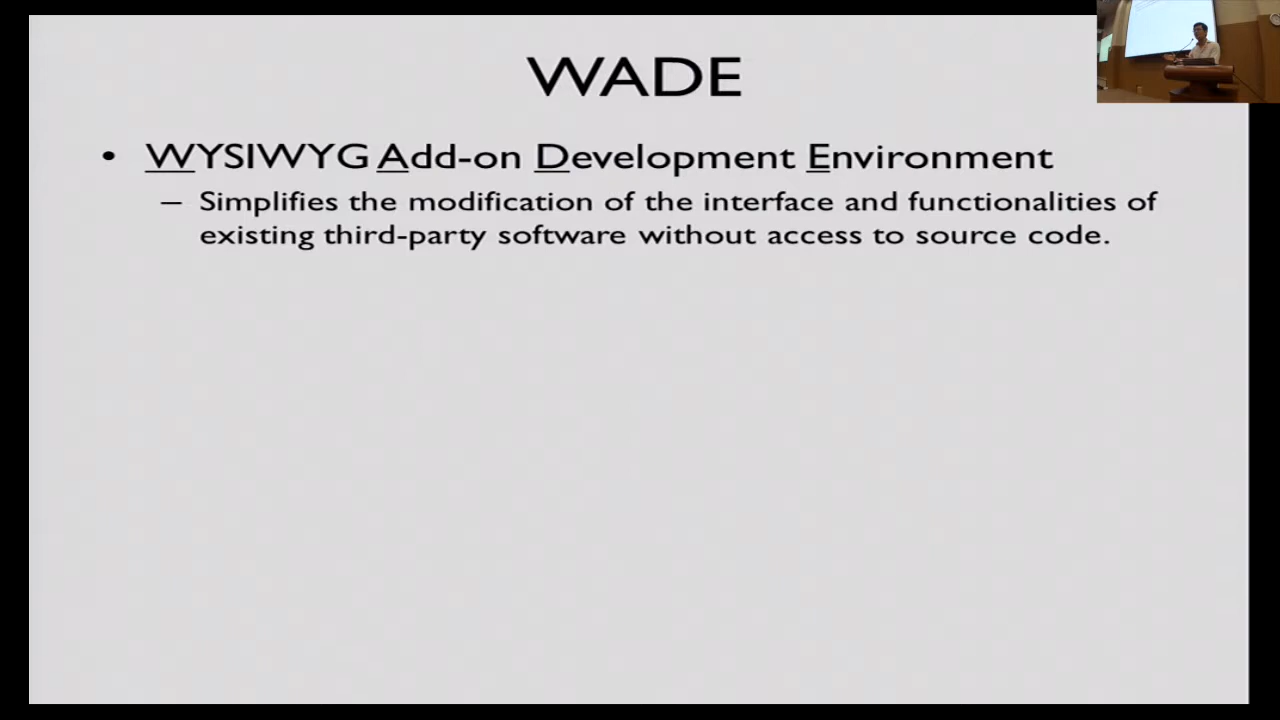 WADE
• WYSIWYG Add-on Development Environment
– Simplifies the modification of the interface and functionalities of
existing third-party software without access to source code.